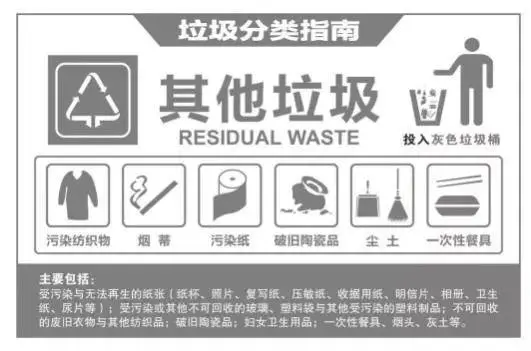 垃圾分类指南
其他垃圾
RESIDUAL WASTE
投入灰色垃圾桶
污染纺织物
烟 蒂
污染纸
破旧陶瓷品
尘 土
一次性餐具
主要包括：
受污染与无法再生的纸张（纸杯、照片、复写纸、压敏纸、收据用纸、明信片、相册、卫生
纸、尿片等）；受污染或其他不可回收的玻璃、塑料袋与其他受污染的塑料制品；不可回收
的废旧衣物与其他纺织品；破旧陶瓷品；妇女卫生用品；一次性餐具、烟头、灰土等。